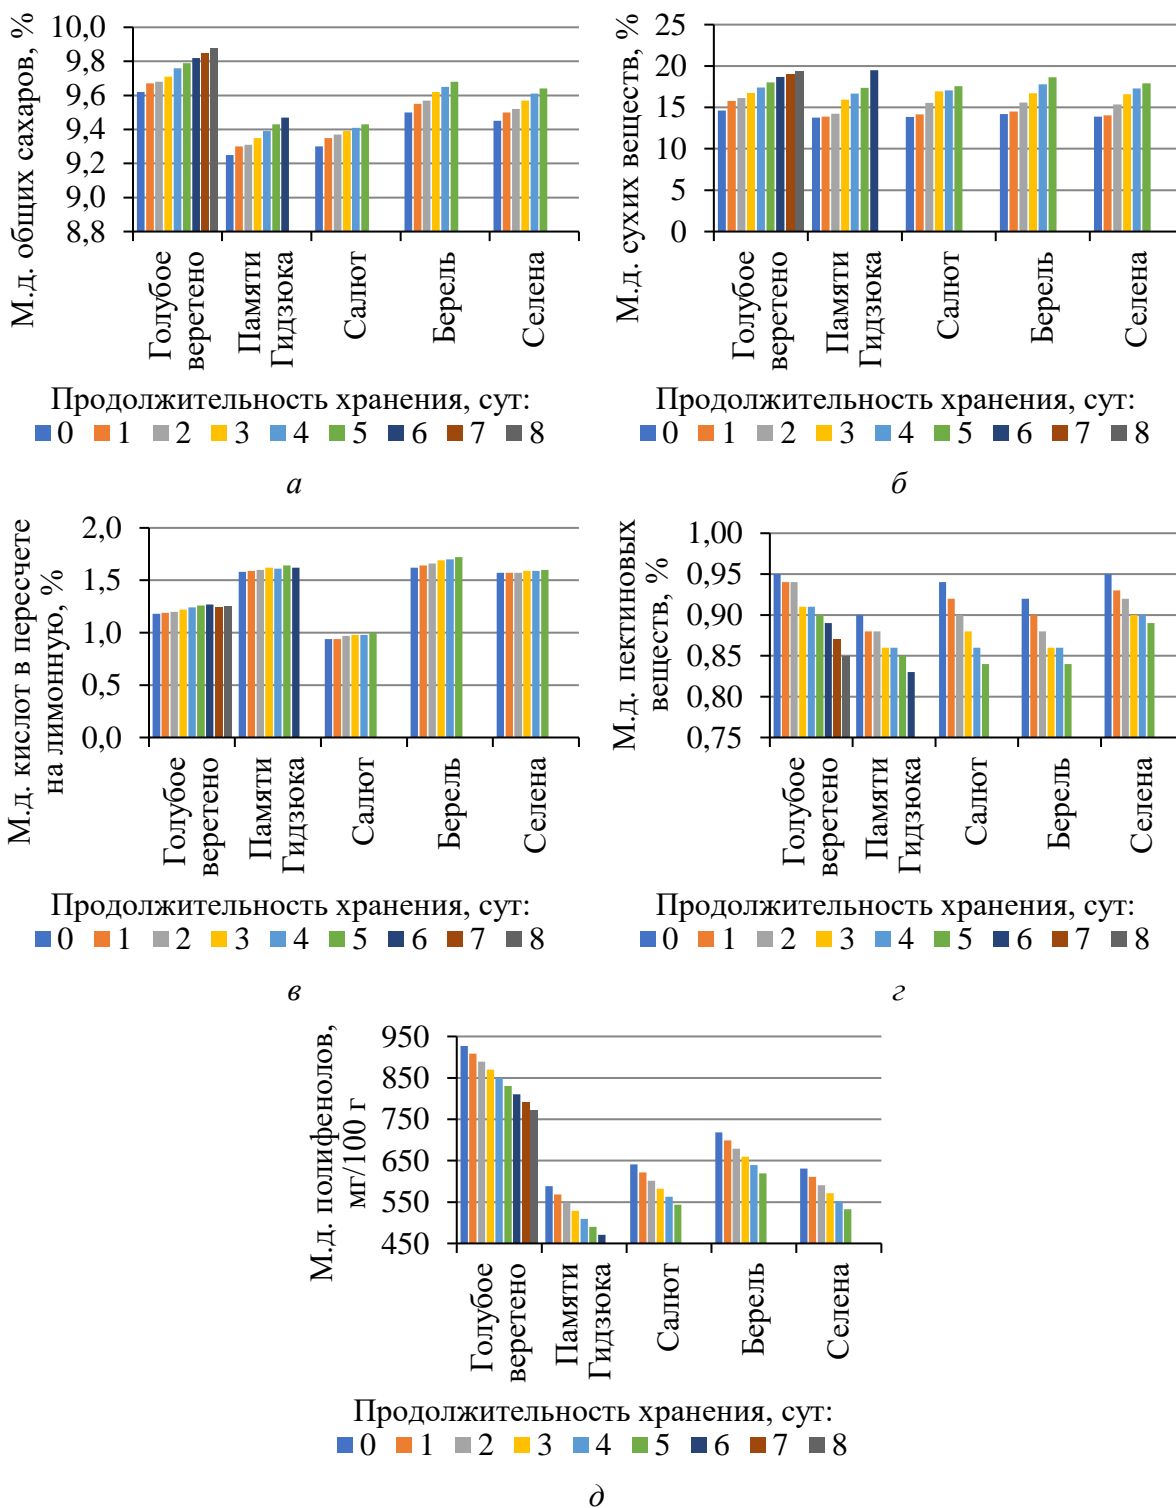 М.д. общих сахаров, %
10,0
9,8
9,6
9,4
9,2
9,0
8,8
Голубое
веретено
Памяти
Гидзюка
Салют
Берель
Селена
Продолжительность хранения, сут:
0 1 2 3 4 5 6 7 8
а
М.д. сухих веществ, %
25
20
15
10
5
0
Голубое
веретено
Памяти
Гидзюка
Салют
Берель
Селена
Продолжительность хранения, сут:
0 1 2 3 4 5 6 7 8
б
М.д. кислот в пересчете
на лимонную, %
2,0
1,5
1,0
0,5
0,0
Голубое
веретено
Памяти
Гидзюка
Салют
Берель
Селена
Продолжительность хранения, сут:
0 1 2 3 4 5 6 7 8
в
М.д. пектиновых
веществ, %
1,00
0,95
0,90
0,85
0,80
0,75
Голубое
веретено
Памяти
Гидзюка
Салют
Берель
Селена
Продолжительность хранения, сут:
0 1 2 3 4 5 6 7 8
г
М.д. полифенолов,
мг/100 г
950
850
750
650
550
450
Голубое
веретено
Памяти
Гидзюка
Салют
Берель
Селена
Продолжительность хранения, сут:
0 1 2 3 4 5 6 7 8
д